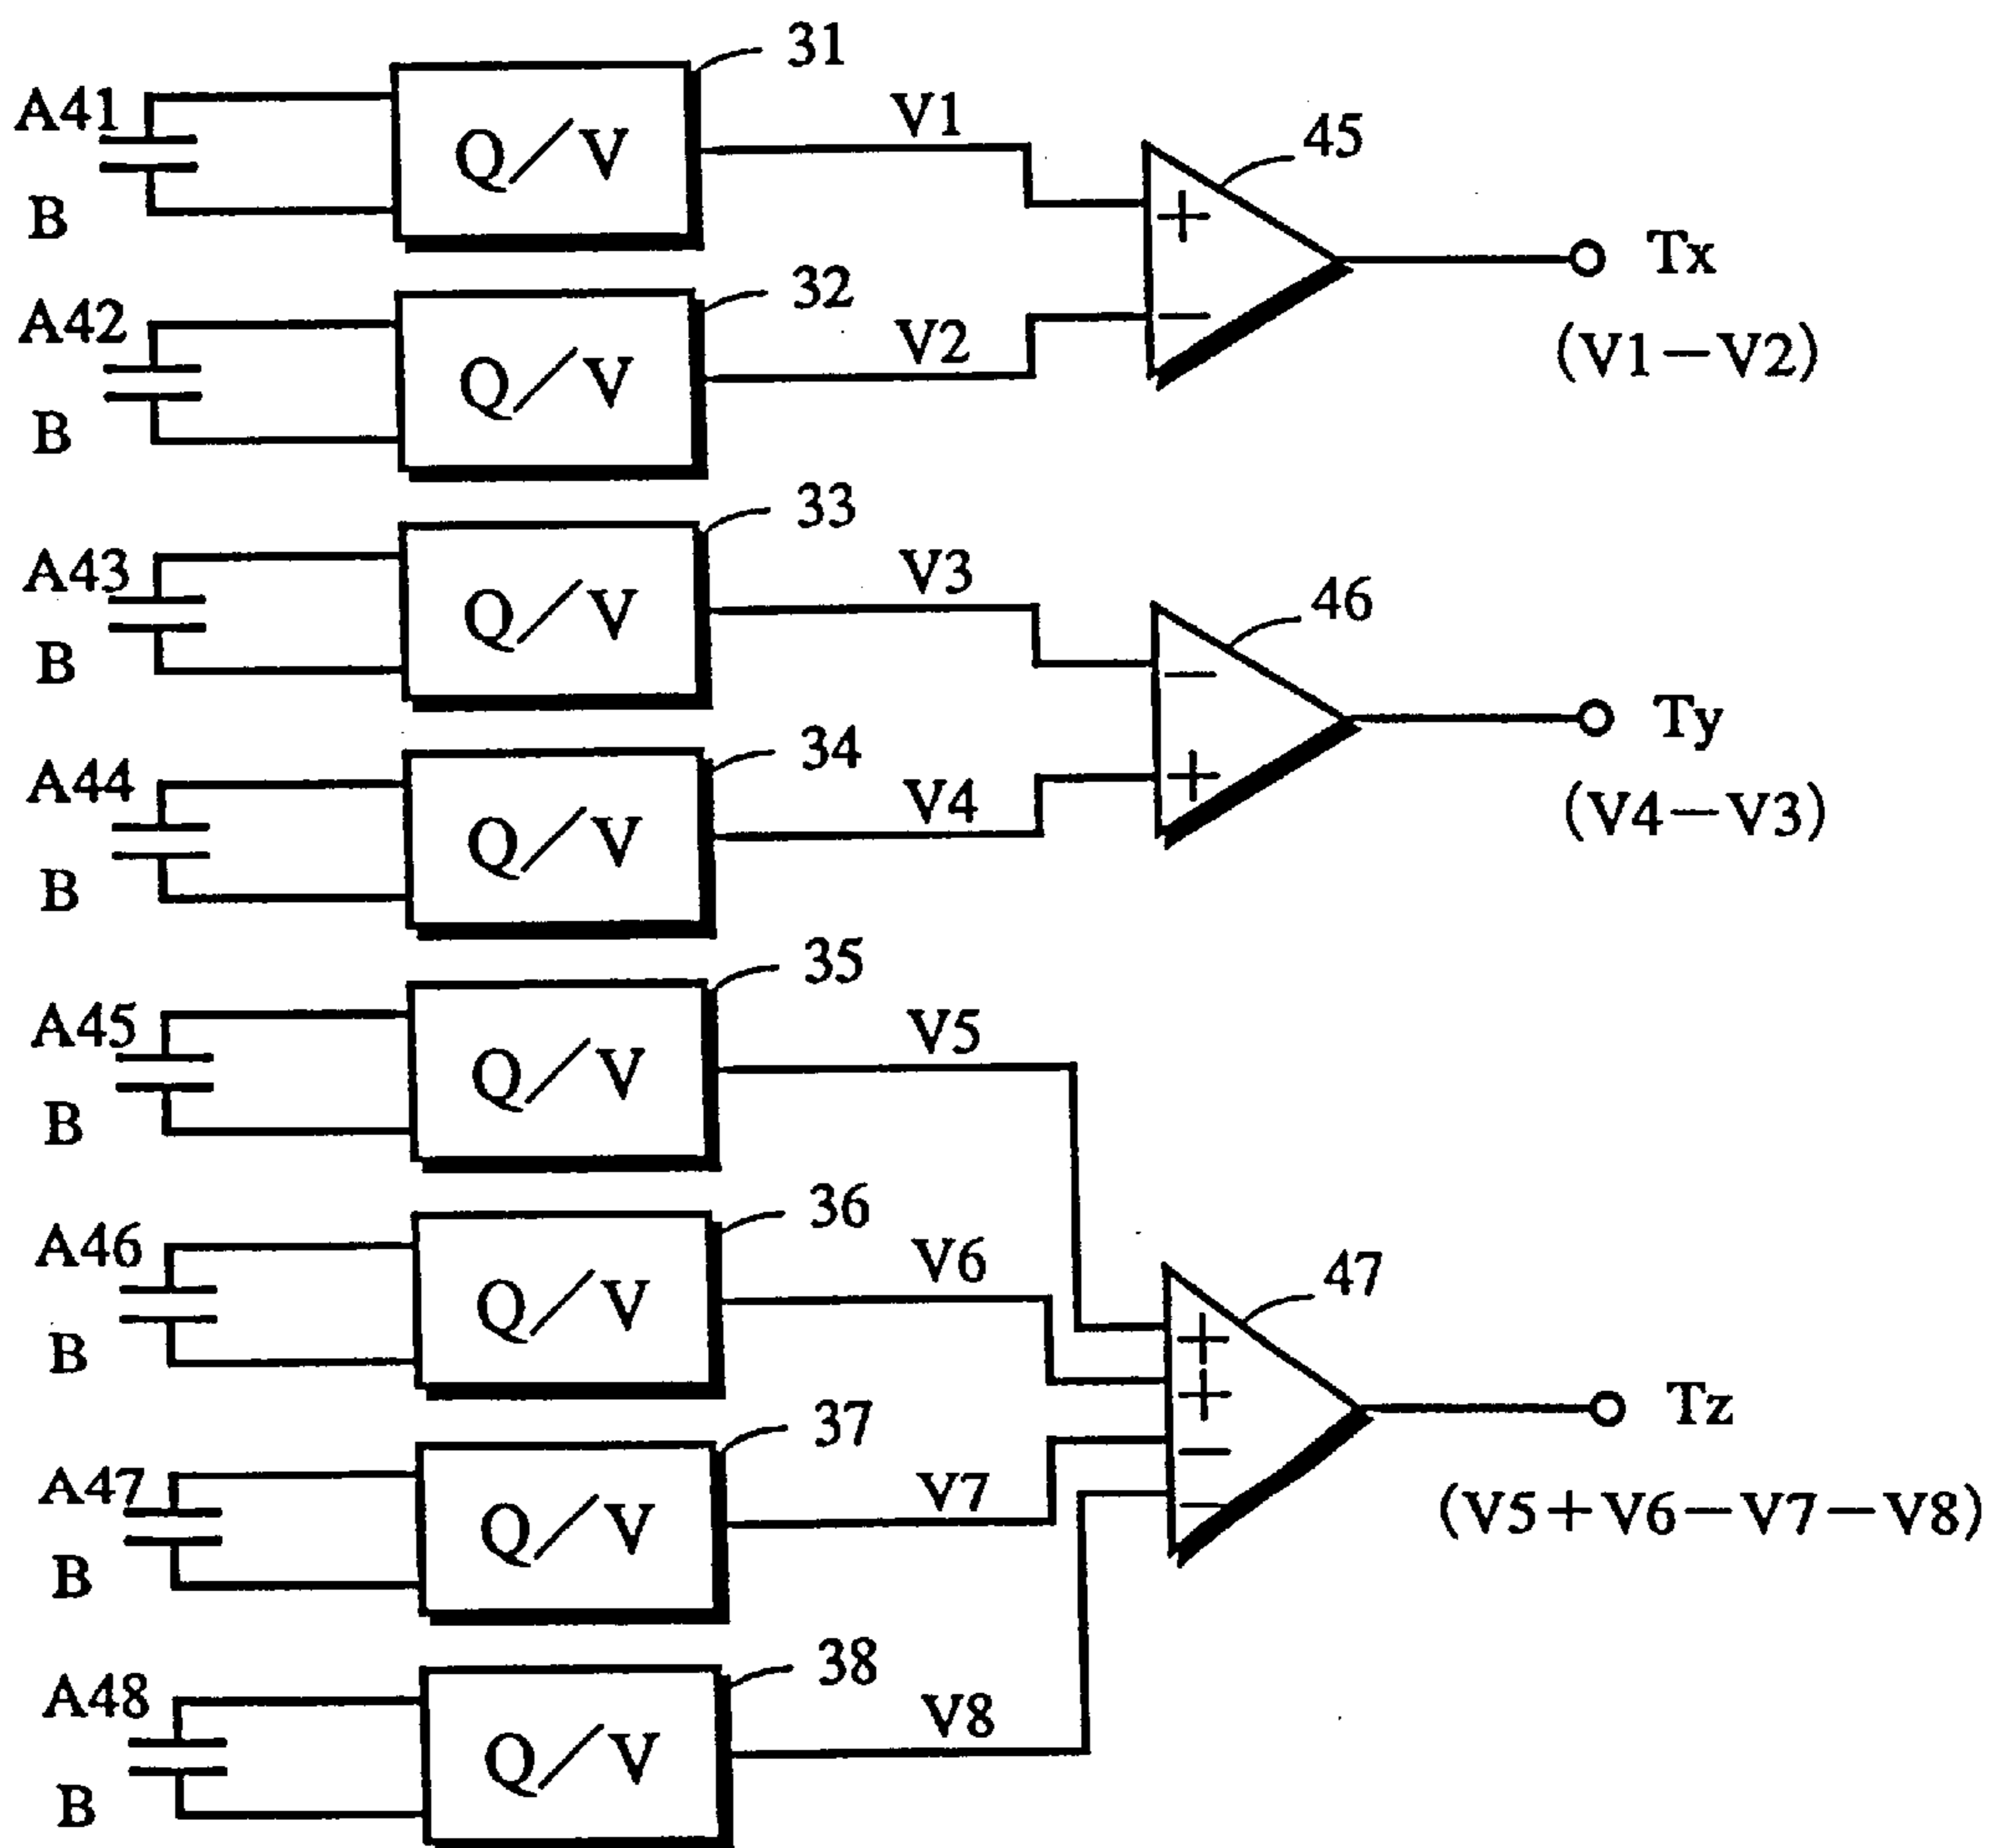 31
A41
Q/V
V1
B
45
+
−
Tx
(V1−V2)
32
A42
Q/V
V2
B
33
A43
Q/V
V3
B
46
−
+
Ty
(V4−V3)
34
A44
Q/V
V4
B
35
A45
Q/V
V5
B
36
A46
Q/V
V6
B
47
+
+
−
−
Tz
(V5+V6−V7−V8)
37
A47
Q/V
V7
B
38
A48
Q/V
V8
B